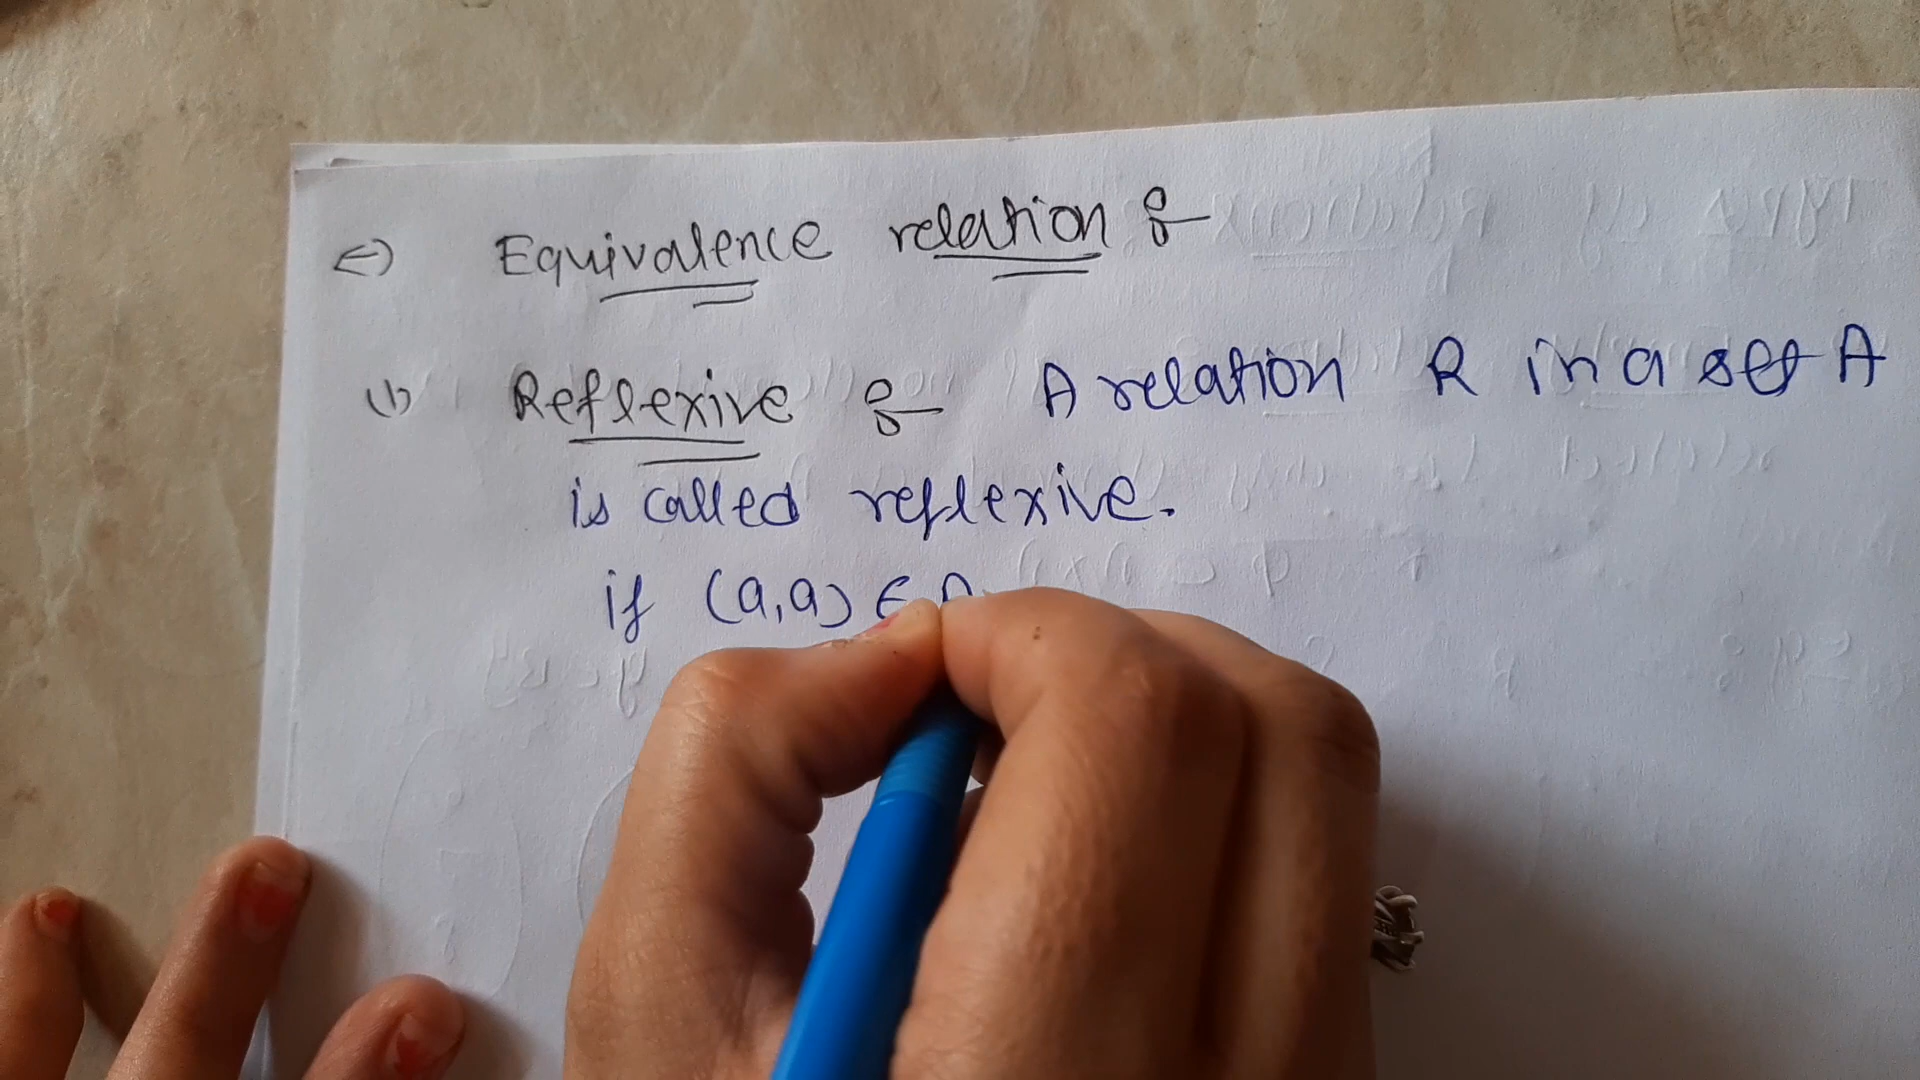 Equivalence relation :-
(1) Reflexive :- A relation R in a set A
is called reflexive.
if (a,a) ∈